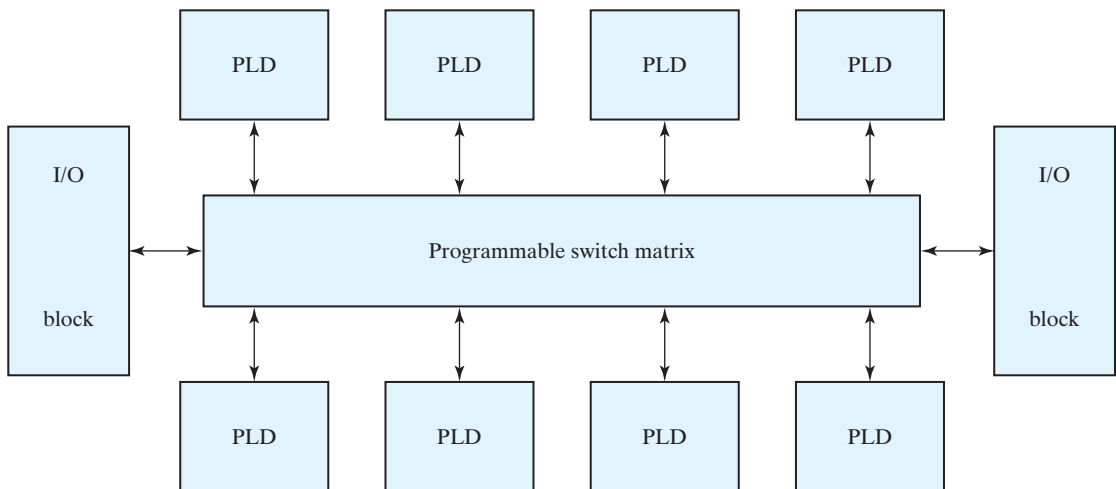 PLD PLD PLD PLD
I/O I/O
Programmable switch matrix
block block
PLD PLD PLD PLD